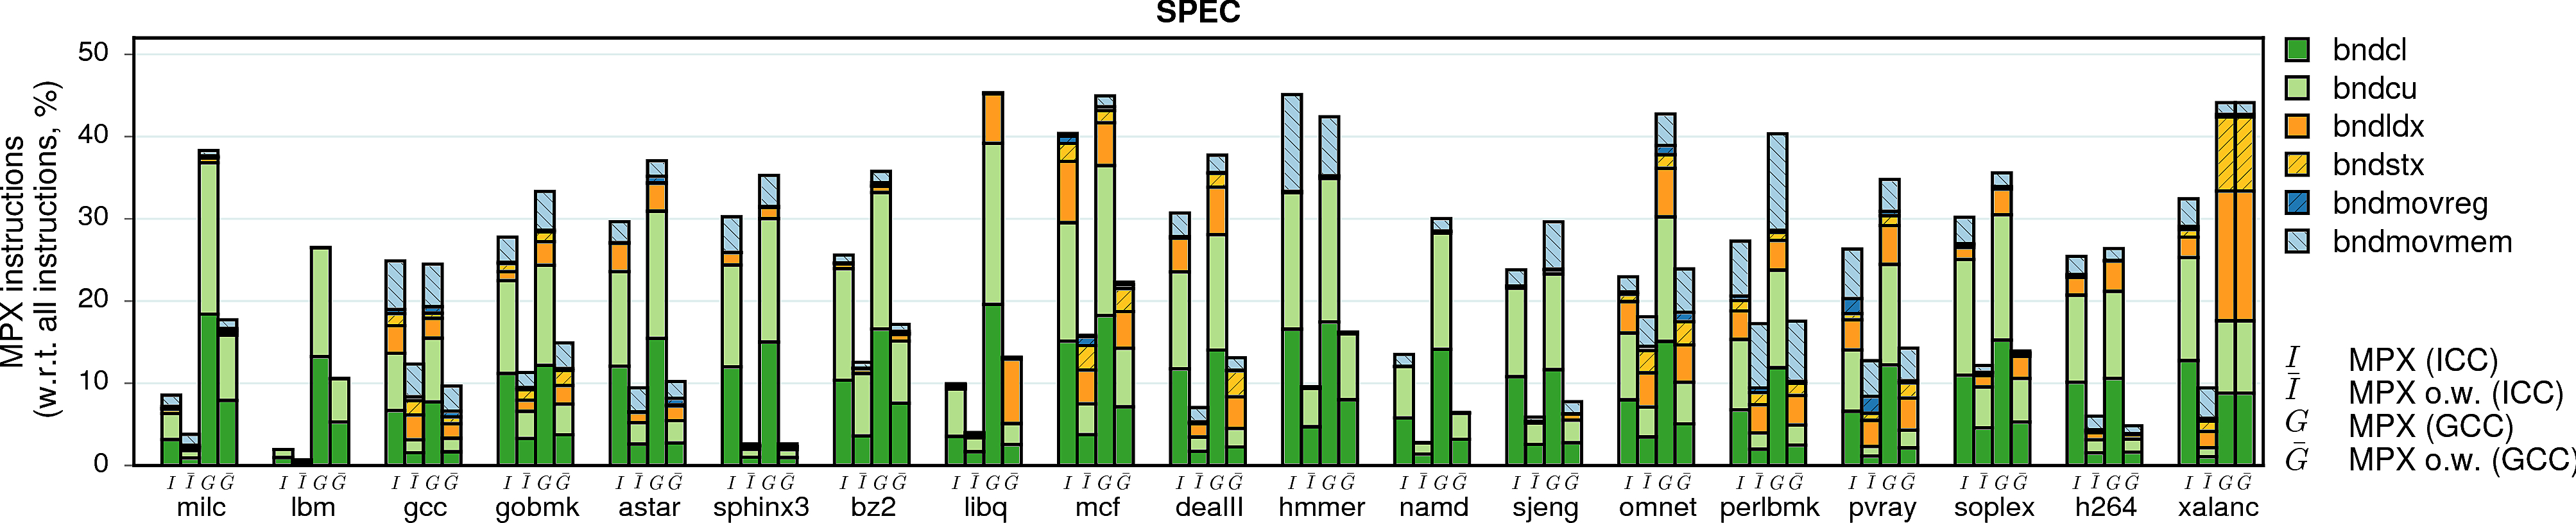 SPEC
MPX instructions
(w.r.t. all instructions, %)
50
40
30
20
10
0
I Ī G Ḡ I Ī G Ḡ I Ī G Ḡ I Ī G Ḡ I Ī G Ḡ I Ī G Ḡ I Ī G Ḡ I Ī G Ḡ I Ī G Ḡ I Ī G Ḡ I Ī G Ḡ I Ī G Ḡ I Ī G Ḡ I Ī G Ḡ I Ī G Ḡ I Ī G Ḡ I Ī G Ḡ I Ī G Ḡ I Ī G Ḡ
milc lbm gcc gobmk astar sphinx3 bz2 libq mcf dealII hmmer namd sjeng omnet perlbmk pvray soplex h264 xalanc
bndcl
bndcu
bndldx
bndstx
bndmovreg
bndmovmem
I MPX (ICC)
Ī MPX o.w. (ICC)
G MPX (GCC)
Ḡ MPX o.w. (GCC)